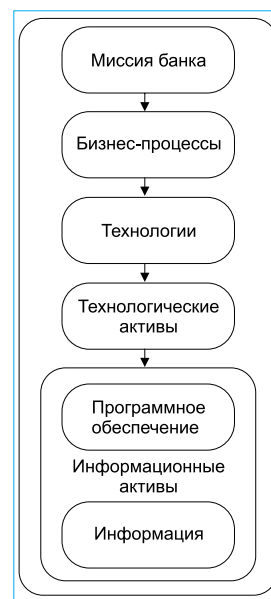 Миссия банка
Бизнес-процессы
Технологии
Технологические
активы
Программное
обеспечение
Информационные
активы
Информация